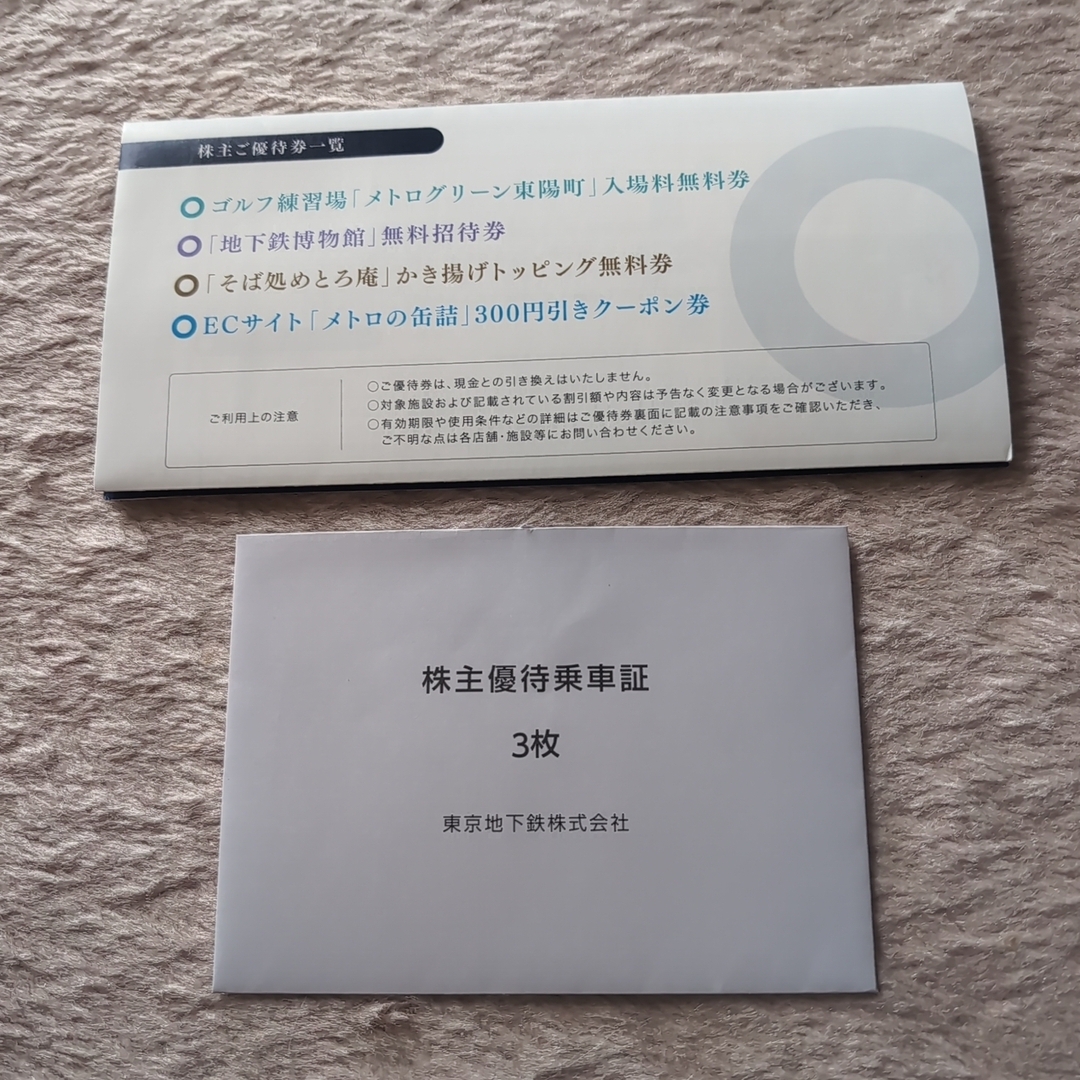 株主ご優待券一覧
ゴルフ練習場「メトログリーン東陽町」入場料無料券
「地下鉄博物館」無料招待券
「そば処めとろ庵」かき揚げトッピング無料券
ECサイト「メトロの缶詰」300円引きクーポン券
ご利用上の注意
○ご優待券は、現金との引き換えはいたしません。
○対象施設および記載されている割引額や内容は予告なく変更となる場合がございます。
○有効期限や使用条件などの詳細はご優待券裏面に記載の注意事項をご確認いただき、
ご不明な点は各店舗・施設等にお問い合わせください。
株主優待乗車証
3枚
東京地下鉄株式会社